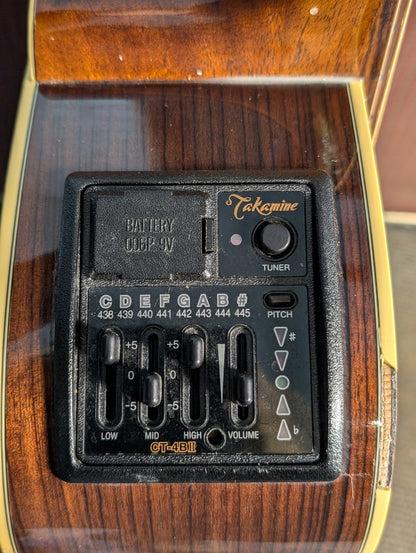 BATTERY
006P 9V
Takamine
TUNER
C D E F G A B #
438 439 440 441 442 443 444 445
PITCH
#
+5 +5
0 0
-5 -5
♭
LOW MID HIGH VOLUME
CT-4BII